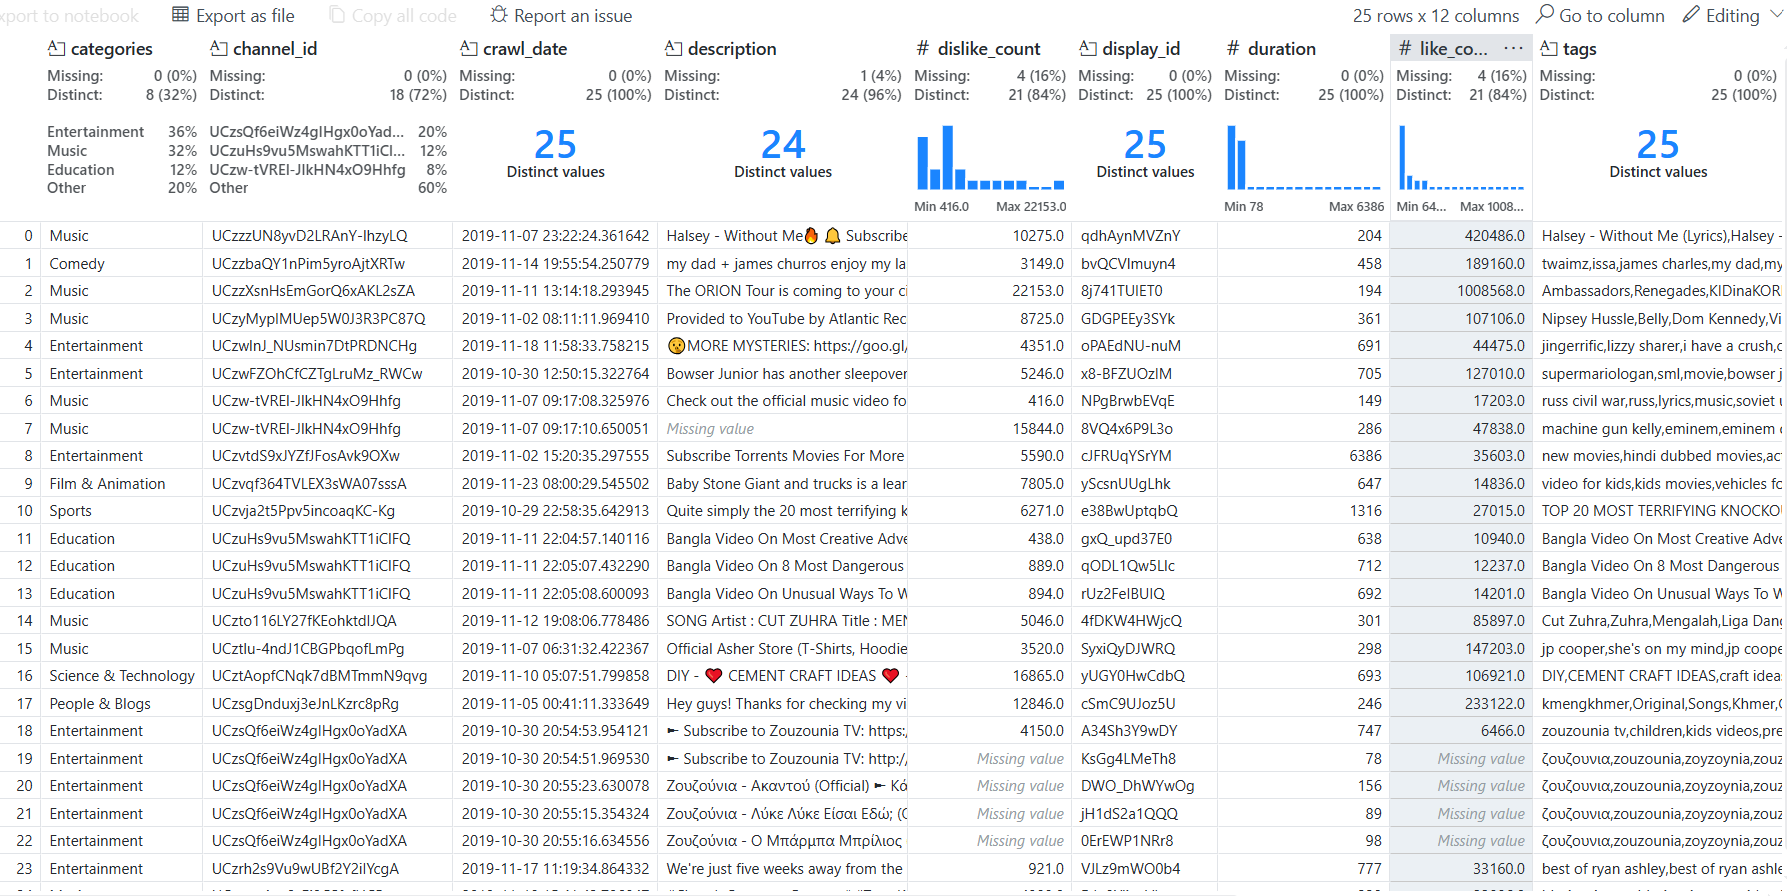 xport to notebook Export as file Copy all code Report an issue 25 rows x 12 columns Go to column Editing
categories channel_id crawl_date description # dislike_count display_id # duration # like_co... ··· tags
Missing: 0 (0%) Missing: 0 (0%) Missing: 0 (0%) Missing: 1 (4%) Missing: 4 (16%) Missing: 0 (0%) Missing: 0 (0%) Missing: 4 (16%) Missing: 0 (0%)
Distinct: 8 (32%) Distinct: 18 (72%) Distinct: 25 (100%) Distinct: 24 (96%) Distinct: 21 (84%) Distinct: 25 (100%) Distinct: 25 (100%) Distinct: 21 (84%) Distinct: 25 (100%)
Entertainment 36% UCzsQf6eiWz4gIHgx0oYad... 20%
Music 32% UCzuHs9vu5MswahKTT1iCI... 12%
Education 12% UCzw-tVREI-JIkHN4xO9Hhfg 8%
Other 20% Other 60%
25 24 25 25
Distinct values Distinct values Distinct values Distinct values
Min 416.0 Max 22153.0 Min 78 Max 6386 Min 64... Max 1008...
0 Music UCzzzUN8yvD2LRAnY-IhzyLQ 2019-11-07 23:22:24.361642 Halsey - Without Me🔥 🔔 Subscribe 10275.0 qdhAynMVZnY 204 420486.0 Halsey - Without Me (Lyrics),Halsey -
1 Comedy UCzzbaQY1nPim5yroAjtXRTw 2019-11-14 19:55:54.250779 my dad + james churros enjoy my la 3149.0 bvQCVImuyn4 458 189160.0 twaimz,issa,james charles,my dad,my
2 Music UCzzXsnHsEmGorQ6xAKL2sZA 2019-11-11 13:14:18.293945 The ORION Tour is coming to your ci 22153.0 8j741TUIET0 194 1008568.0 Ambassadors,Renegades,KIDinaKOR
3 Music UCzyMypIMUep5W0J3R3PC87Q 2019-11-02 08:11:11.969410 Provided to YouTube by Atlantic Rec 8725.0 GDGPEEy3SYk 361 107106.0 Nipsey Hussle,Belly,Dom Kennedy,Vi
4 Entertainment UCzwInJ_NUsmin7DtPRDNCHg 2019-11-18 11:58:33.758215 🤫MORE MYSTERIES: https://goo.gl/ 4351.0 oPAEdNU-nuM 691 44475.0 jingerrific,lizzy sharer,i have a crush,c
5 Entertainment UCzwFZOhCfCZTgLruMz_RWCw 2019-10-30 12:50:15.322764 Bowser Junior has another sleepover 5246.0 x8-BFZUOzIM 705 127010.0 supermariologan,sml,movie,bowser j
6 Music UCzw-tVREI-JIkHN4xO9Hhfg 2019-11-07 09:17:08.325976 Check out the official music video fo 416.0 NPgBrwbEVqE 149 17203.0 russ civil war,russ,lyrics,music,soviet u
7 Music UCzw-tVREI-JIkHN4xO9Hhfg 2019-11-07 09:17:10.650051 Missing value 15844.0 8VQ4x6P9L3o 286 47838.0 machine gun kelly,eminem,eminem c
8 Entertainment UCzvtdS9xJYZfJFosAvk9OXw 2019-11-02 15:20:35.297555 Subscribe Torrents Movies For More 5590.0 cJFRUqYSrYM 6386 35603.0 new movies,hindi dubbed movies,ac
9 Film & Animation UCzvqf364TVLEX3sWA07sssA 2019-11-23 08:00:29.545502 Baby Stone Giant and trucks is a lear 7805.0 yScsnUUgLhk 647 14836.0 video for kids,kids movies,vehicles fo
10 Sports UCzvja2t5Ppv5incoaqKC-Kg 2019-10-29 22:58:35.642913 Quite simply the 20 most terrifying k 6271.0 e38BwUptqbQ 1316 27015.0 TOP 20 MOST TERRIFYING KNOCKOU
11 Education UCzuHs9vu5MswahKTT1iCIFQ 2019-11-11 22:04:57.140116 Bangla Video On Most Creative Adve 438.0 gxQ_upd37E0 638 10940.0 Bangla Video On Most Creative Adve
12 Education UCzuHs9vu5MswahKTT1iCIFQ 2019-11-11 22:05:07.432290 Bangla Video On 8 Most Dangerous 889.0 qODL1Qw5LIc 712 12237.0 Bangla Video On 8 Most Dangerous
13 Education UCzuHs9vu5MswahKTT1iCIFQ 2019-11-11 22:05:08.600093 Bangla Video On Unusual Ways To W 894.0 rUz2FeIBUIQ 692 14201.0 Bangla Video On Unusual Ways To W
14 Music UCzto116LY27fKEohktdIJQA 2019-11-12 19:08:06.778486 SONG Artist : CUT ZUHRA Title : MEN 5046.0 4fDKW4HWjcQ 301 85897.0 Cut Zuhra,Zuhra,Mengalah,Liga Dang
15 Music UCztIu-4ndJ1CBGPbqofLmPg 2019-11-07 06:31:32.422367 Official Asher Store (T-Shirts, Hoodie 3520.0 SyxiQyDJWRQ 298 147203.0 jp cooper,she's on my mind,jp coope
16 Science & Technology UCztAopfCNqk7dBMTmmN9qvg 2019-11-10 05:07:51.799858 DIY - ❤ CEMENT CRAFT IDEAS ❤ - 16865.0 yUGY0HwCdbQ 693 106921.0 DIY,CEMENT CRAFT IDEAS,craft ideas
17 People & Blogs UCzsgDnduxj3eJnLKzrc8pRg 2019-11-05 00:41:11.333649 Hey guys! Thanks for checking my vi 12846.0 cSmC9UJoz5U 246 233122.0 kmengkhmer,Original,Songs,Khmer,C
18 Entertainment UCzsQf6eiWz4gIHgx0oYadXA 2019-10-30 20:54:53.954121 ► Subscribe to Zouzounia TV: https: 4150.0 A34Sh3Y9wDY 747 6466.0 zouzounia tv,children,kids videos,pre
19 Entertainment UCzsQf6eiWz4gIHgx0oYadXA 2019-10-30 20:54:51.969530 ► Subscribe to Zouzounia TV: http:// Missing value KsGg4LMeTh8 78 Missing value ζουζουνια,zouzounia,zoyzoynia,zouz
20 Entertainment UCzsQf6eiWz4gIHgx0oYadXA 2019-10-30 20:55:23.630078 Ζουζούνια - Ακαντού (Official) ► Κά Missing value DWO_DhWYwOg 156 Missing value ζουζουνια,zouzounia,zoyzoynia,zouz
21 Entertainment UCzsQf6eiWz4gIHgx0oYadXA 2019-10-30 20:55:15.354324 Ζουζούνια - Λύκε Λύκε Είσαι Εδώ; (O Missing value jH1dS2a1QQQ 89 Missing value ζουζουνια,zouzounia,zoyzoynia,zouz
22 Entertainment UCzsQf6eiWz4gIHgx0oYadXA 2019-10-30 20:55:16.634556 Ζουζούνια - Ο Μπάρμπα Μπρίλιος Missing value 0ErEWP1NRr8 98 Missing value ζουζουνια,zouzounia,zoyzoynia,zouz
23 Entertainment UCzrh2s9Vu9wUBf2Y2iIYcgA 2019-11-17 11:19:34.864332 We're just five weeks away from the 921.0 VJLz9mWO0b4 777 33160.0 best of ryan ashley,best of ryan ashle